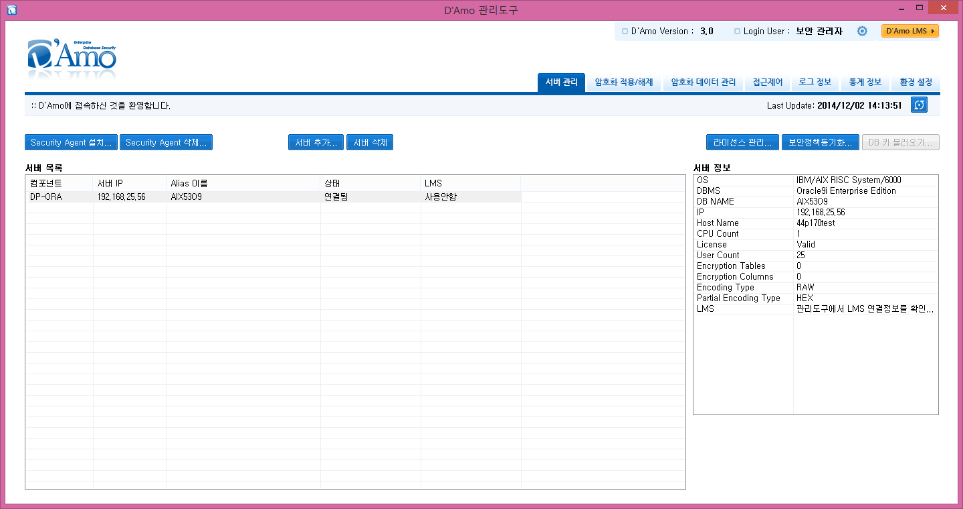 D'Amo 관리도구
D'Amo Version : 3,0
Login User : 보안 관리자
D'Amo LMS
Enterprise
Database Security
D'Amo
서버 관리
암호화 적용/해제
암호화 데이터 관리
접근제어
로그 정보
통계 정보
환경 설정
:: D'Amo에 접속하신 것을 환영합니다.
Last Update: 2014/12/02 14:13:51
Security Agent 설치...
Security Agent 삭제...
서버 추가...
서버 삭제
라이선스 관리...
보안정책동기화...
DB 키 불러오기...
서버 목록
컴포넌트 서버 IP Alias 이름 상태 LMS
DP-ORA 192,168,25,56 AIX5309 연결됨 사용안함
서버 정보
OS IBM/AIX RISC System/6000
DBMS Oracle9i Enterprise Edition
DB NAME AIX5309
IP 192,168,25,56
Host Name 44p170test
CPU Count 1
License Valid
User Count 25
Encryption Tables 0
Encryption Columns 0
Encoding Type RAW
Partial Encoding Type HEX
LMS 관리도구에서 LMS 연결정보를 확인...